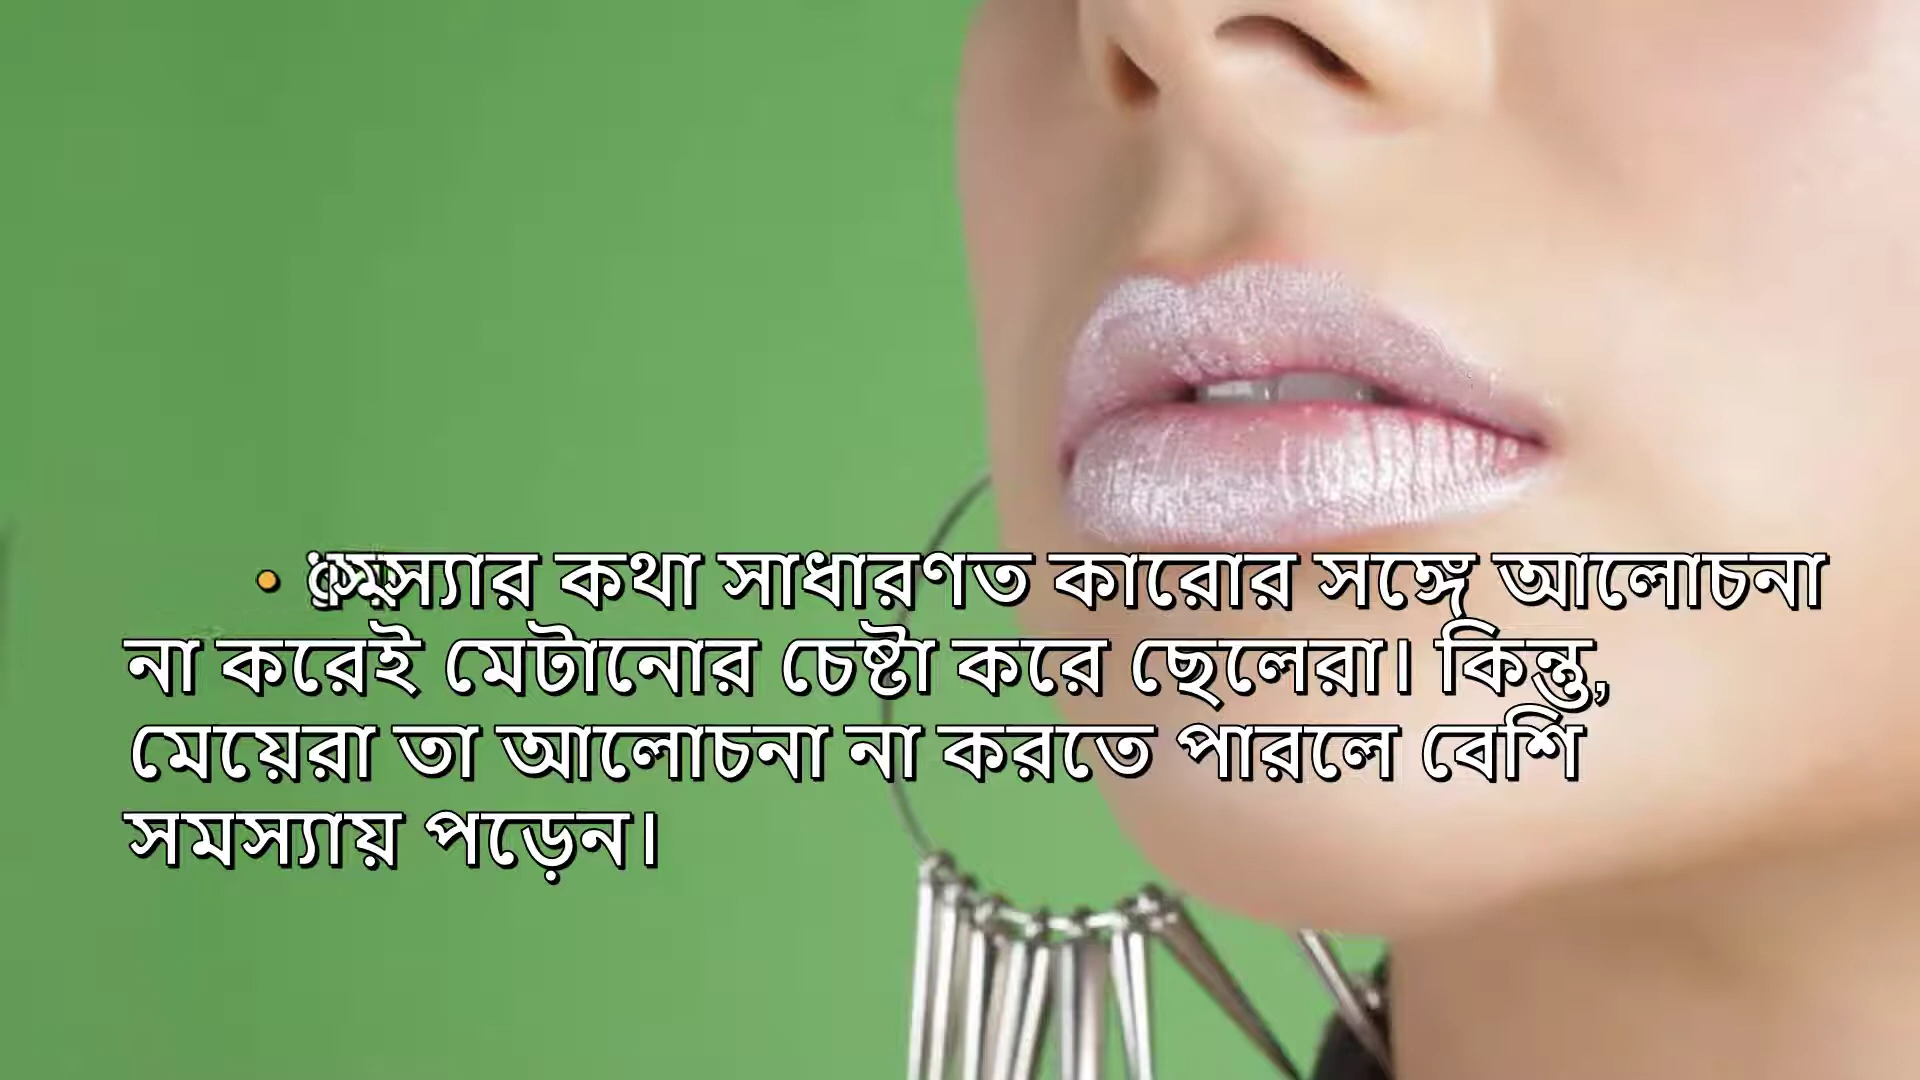 কথা সাধারণত কারোর সঙ্গে আলোচনা
না করেই মেটানোর চেষ্টা করে ছেলেরা। কিন্তু,
মেয়েরা তা আলোচনা না করতে পারলে বেশি
সমস্যায় পড়েন।